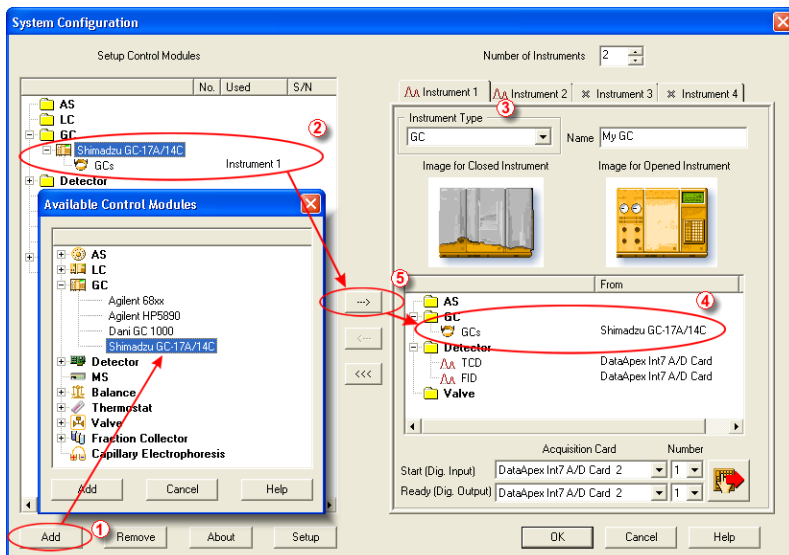 System Configuration
Setup Control Modules
No. Used S/N
AS
LC
GC
2
Shimadzu GC-17A/14C
GCs Instrument 1
Detector
Available Control Modules
AS
LC
GC
Agilent 68xx
Agilent HP5890
Dani GC 1000
Shimadzu GC-17A/14C
Detector
MS
Balance
Thermostat
Valve
Fraction Collector
Capillary Electrophoresis
Add Cancel Help
Add 1 Remove About Setup
5
--->
<---
<<<
Number of Instruments 2
Instrument 1 Instrument 2 Instrument 3 Instrument 4
3
Instrument Type
GC Name My GC
Image for Closed Instrument Image for Opened Instrument
From
4
AS
GC
GCs Shimadzu GC-17A/14C
Detector
TCD DataApex Int7 A/D Card
FID DataApex Int7 A/D Card
Valve
Acquisition Card Number
Start (Dig. Input) DataApex Int7 A/D Card 2 1
Ready (Dig. Output) DataApex Int7 A/D Card 2 1
OK Cancel Help